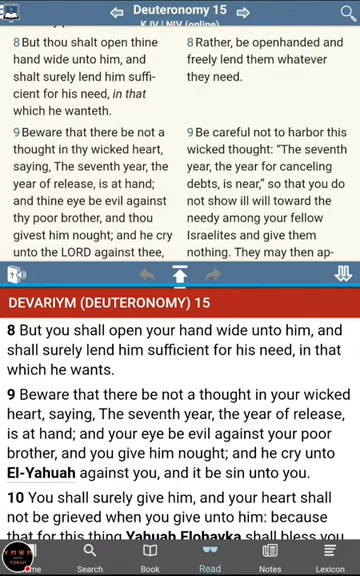 Deuteronomy 15
KJV | NIV (online)
8 But thou shalt open thine
hand wide unto him, and
shalt surely lend him suffi-
cient for his need, in that
which he wanteth.
9 Beware that there be not a
thought in thy wicked heart,
saying, The seventh year, the
year of release, is at hand;
and thine eye be evil against
thy poor brother, and thou
givest him nought; and he cry
unto the LORD against thee,
8 Rather, be openhanded and
freely lend them whatever
they need.
9 Be careful not to harbor this
wicked thought: “The seventh
year, the year for canceling
debts, is near,” so that you do
not show ill will toward the
needy among your fellow
Israelites and give them
nothing. They may then ap-
DEVARIYM (DEUTERONOMY) 15
8 But you shall open your hand wide unto him, and
shall surely lend him sufficient for his need, in that
which he wants.
9 Beware that there be not a thought in your wicked
heart, saying, The seventh year, the year of release,
is at hand; and your eye be evil against your poor
brother, and you give him nought; and he cry unto
El-Yahuah against you, and it be sin unto you.
10 You shall surely give him, and your heart shall
not be grieved when you give unto him: because
that for this thing Yahuah Elohayka shall bless you
me
Search
Book
Read
Notes
Lexicon